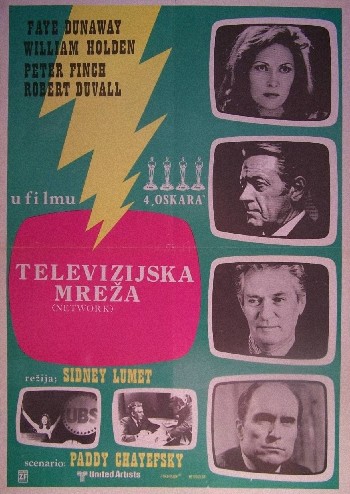 FAYE DUNAWAY
WILLIAM HOLDEN
PETER FINCH
ROBERT DUVALL
u filmu
4 „OSKARA"
TELEVIZIJSKA
MREŽA
(NETWORK)
režija: SIDNEY LUMET
UBS
scenario: PADDY CHAYEFSKY
United Artists